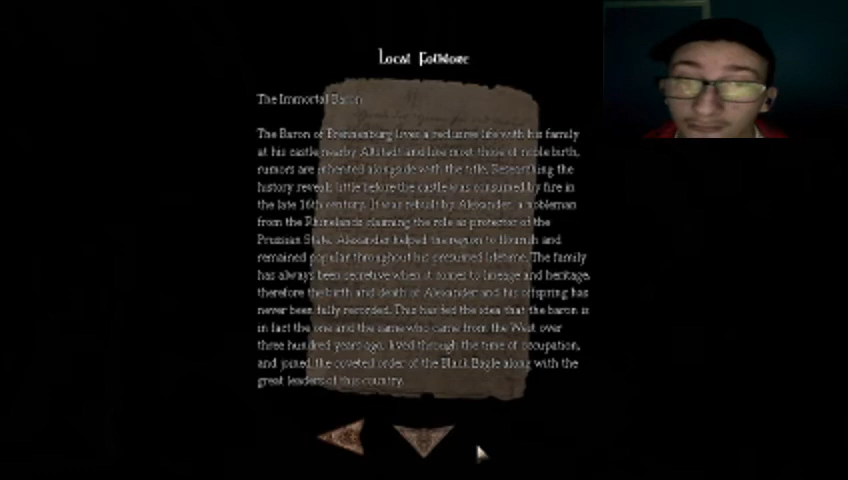 Local Folklore
The Immortal Baron
The Baron of Brennenburg lives a reclusive life with his family
at his castle nearby Altstadt and like most those of noble birth,
rumors are inherited alongside with the title. Researching the
history reveals little before the castle was consumed by fire in
the late 16th century. It was rebuilt by Alexander, a nobleman
from the Rhinelands claiming the role as protector of the
Prussian State. Alexander helped the region to flourish and
remained popular throughout his presumed lifetime. The family
has always been secretive when it comes to lineage and heritage,
therefore the birth and death of Alexander and his offspring has
never been fully recorded. This has fed the idea that the baron is
in fact the one and the same who came from the West over
three hundred years ago, lived through the time of occupation,
and joined the coveted order of the Black Eagle along with the
great leaders of this country.